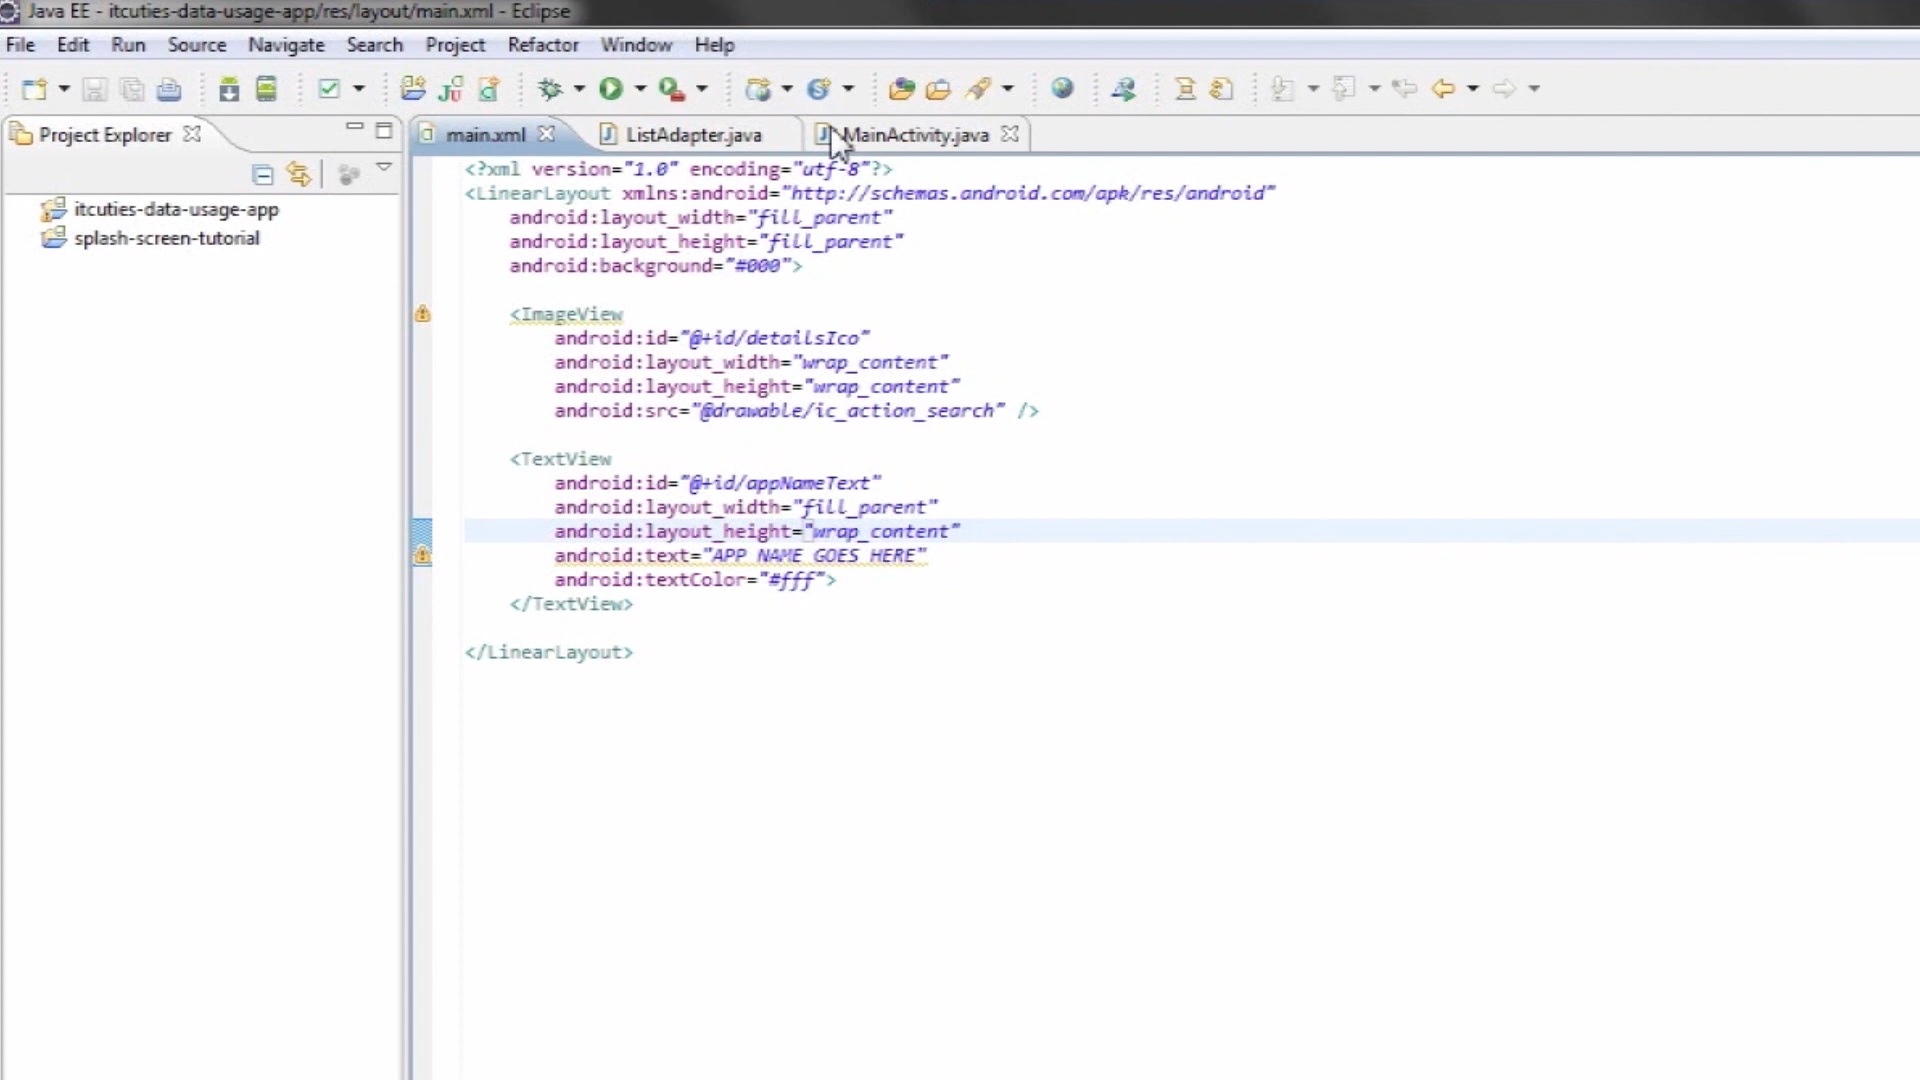 Java EE - itcuties-data-usage-app/res/layout/main.xml - Eclipse
File Edit Run Source Navigate Search Project Refactor Window Help
Project Explorer
main.xml ListAdapter.java MainActivity.java
itcuties-data-usage-app
splash-screen-tutorial
<?xml version="1.0" encoding="utf-8"?>
<LinearLayout xmlns:android="http://schemas.android.com/apk/res/android"
android:layout_width="fill_parent"
android:layout_height="fill_parent"
android:background="#000">
<ImageView
android:id="@+id/detailsIco"
android:layout_width="wrap_content"
android:layout_height="wrap_content"
android:src="@drawable/ic_action_search" />
<TextView
android:id="@+id/appNameText"
android:layout_width="fill_parent"
android:layout_height="wrap_content"
android:text="APP NAME GOES HERE"
android:textColor="#fff">
</TextView>
</LinearLayout>